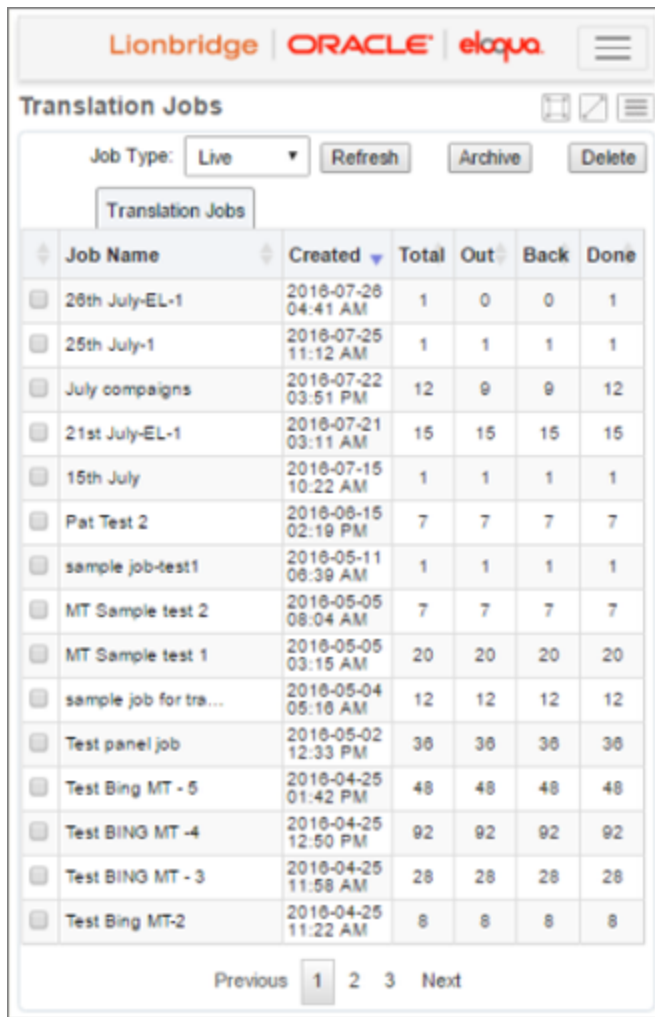 Lionbridge | ORACLE® | eloqua.
Translation Jobs
Job Type: Live Refresh Archive Delete
Translation Jobs
Job Name Created Total Out Back Done
26th July-EL-1 2016-07-26 1 0 0 1
04:41 AM
25th July-1 2016-07-25 1 1 1 1
11:12 AM
July compaigns 2016-07-22 12 9 9 12
03:51 PM
21st July-EL-1 2016-07-21 15 15 15 15
03:11 AM
15th July 2016-07-15 1 1 1 1
10:22 AM
Pat Test 2 2016-06-15 7 7 7 7
02:19 PM
sample job-test1 2016-05-11 1 1 1 1
06:39 AM
MT Sample test 2 2016-05-05 7 7 7 7
08:04 AM
MT Sample test 1 2016-05-05 20 20 20 20
03:15 AM
sample job for tra... 2016-05-04 12 12 12 12
05:16 AM
Test panel job 2016-05-02 36 36 36 36
12:33 PM
Test Bing MT - 5 2016-04-25 48 48 48 48
01:42 PM
Test BING MT -4 2016-04-25 92 92 92 92
12:50 PM
Test BING MT - 3 2016-04-25 28 28 28 28
11:58 AM
Test Bing MT-2 2016-04-25 8 8 8 8
11:22 AM
Previous 1 2 3 Next